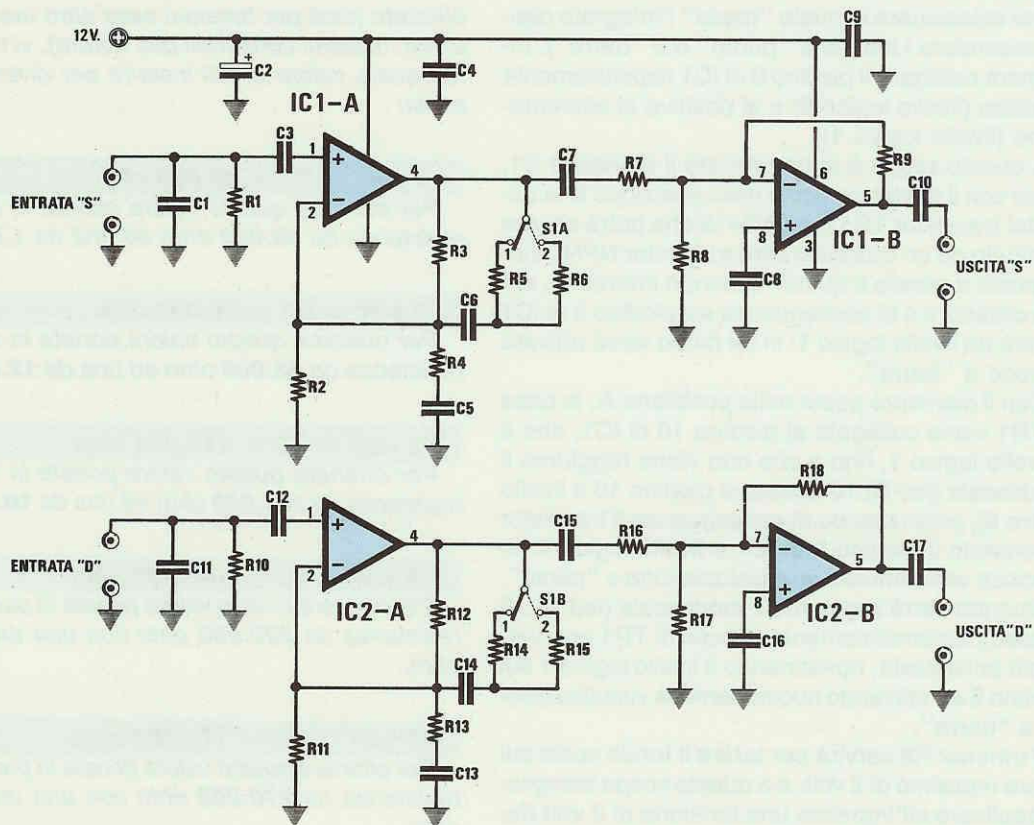 12V.
C2
C4
C9
IC1-A
C3
1
2
4
ENTRATA "S"
C1
R1
R2
R3
R4
C5
C6
1
S1A
2
R5
R6
C7
R7
R8
7
6
R9
8
3
5
C8
IC1-B
C10
USCITA "S"
C12
1
2
4
ENTRATA "D"
C11
R10
IC2-A
R11
R12
R13
C13
C14
1
S1B
2
R14
R15
C15
R16
R17
R18
7
8
5
C16
IC2-B
C17
USCITA "D"